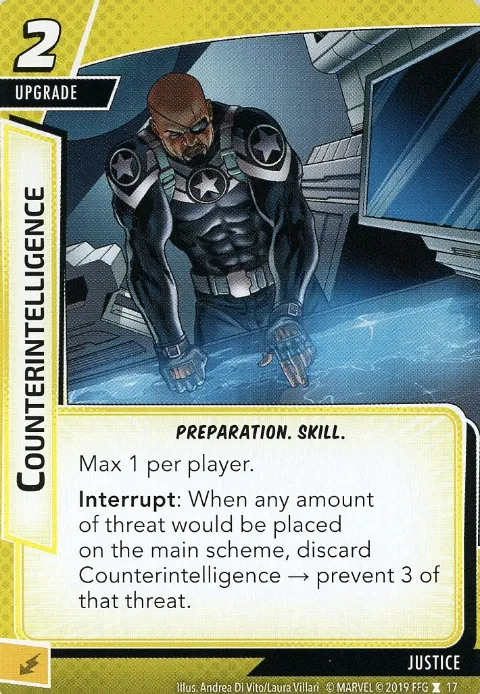 2
UPGRADE
COUNTERINTELLIGENCE
PREPARATION. SKILL.
Max 1 per player.
Interrupt: When any amount
of threat would be placed
on the main scheme, discard
Counterintelligence → prevent 3 of
that threat.
JUSTICE
Illus. Andrea Di Vito/Laura Villari © MARVEL © 2019 FFG 17